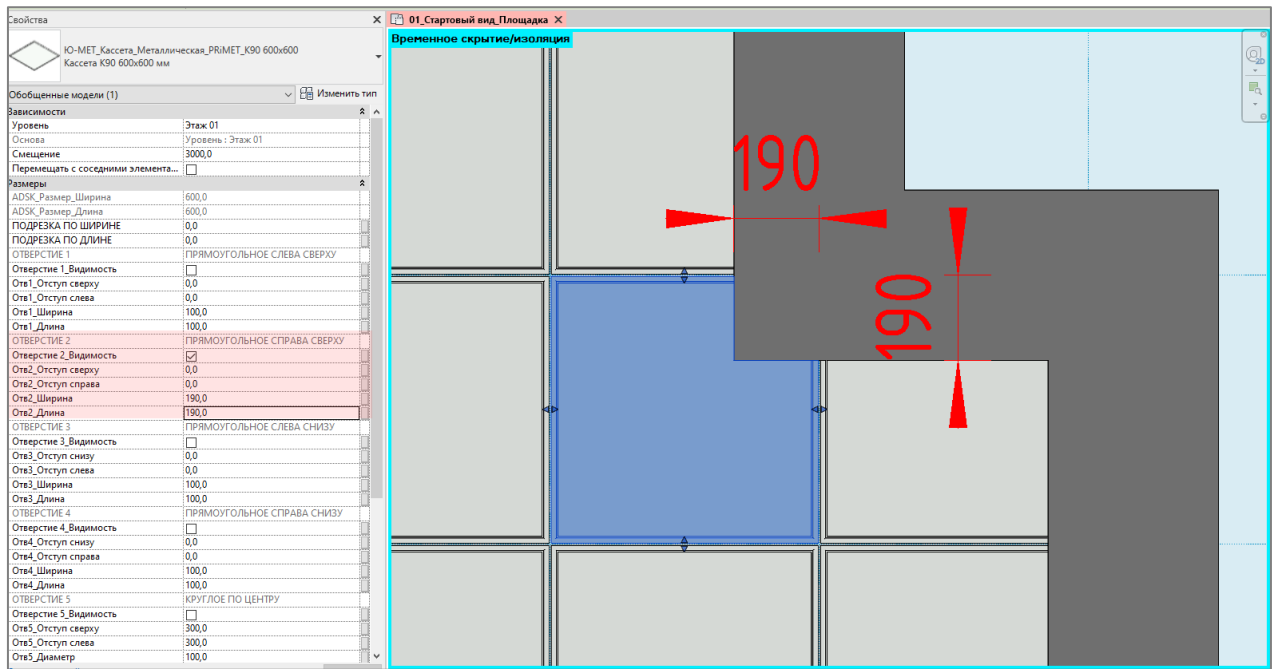 Свойства
Ю-МЕТ_Кассета_Металлическая_PRiMET_K90 600x600
Кассета К90 600x600 мм
Обобщенные модели (1)
Изменить тип
Зависимости
Уровень Этаж 01
Основа Уровень : Этаж 01
Смещение 3000,0
Перемещать с соседними элемента...
Размеры
ADSK_Размер_Ширина 600,0
ADSK_Размер_Длина 600,0
ПОДРЕЗКА ПО ШИРИНЕ 0,0
ПОДРЕЗКА ПО ДЛИНЕ 0,0
ОТВЕРСТИЕ 1 ПРЯМОУГОЛЬНОЕ СЛЕВА СВЕРХУ
Отверстие 1_Видимость
Отв1_Отступ сверху 0,0
Отв1_Отступ слева 0,0
Отв1_Ширина 100,0
Отв1_Длина 100,0
ОТВЕРСТИЕ 2 ПРЯМОУГОЛЬНОЕ СПРАВА СВЕРХУ
Отверстие 2_Видимость
Отв2_Отступ сверху 0,0
Отв2_Отступ справа 0,0
Отв2_Ширина 190,0
Отв2_Длина 190,0
ОТВЕРСТИЕ 3 ПРЯМОУГОЛЬНОЕ СЛЕВА СНИЗУ
Отверстие 3_Видимость
Отв3_Отступ снизу 0,0
Отв3_Отступ слева 0,0
Отв3_Ширина 100,0
Отв3_Длина 100,0
ОТВЕРСТИЕ 4 ПРЯМОУГОЛЬНОЕ СПРАВА СНИЗУ
Отверстие 4_Видимость
Отв4_Отступ снизу 0,0
Отв4_Отступ справа 0,0
Отв4_Ширина 100,0
Отв4_Длина 100,0
ОТВЕРСТИЕ 5 КРУГЛОЕ ПО ЦЕНТРУ
Отверстие 5_Видимость
Отв5_Отступ сверху 300,0
Отв5_Отступ слева 300,0
Отв5_Диаметр 100,0
01_Стартовый вид_Площадка
Временное скрытие/изоляция
190
190
2D